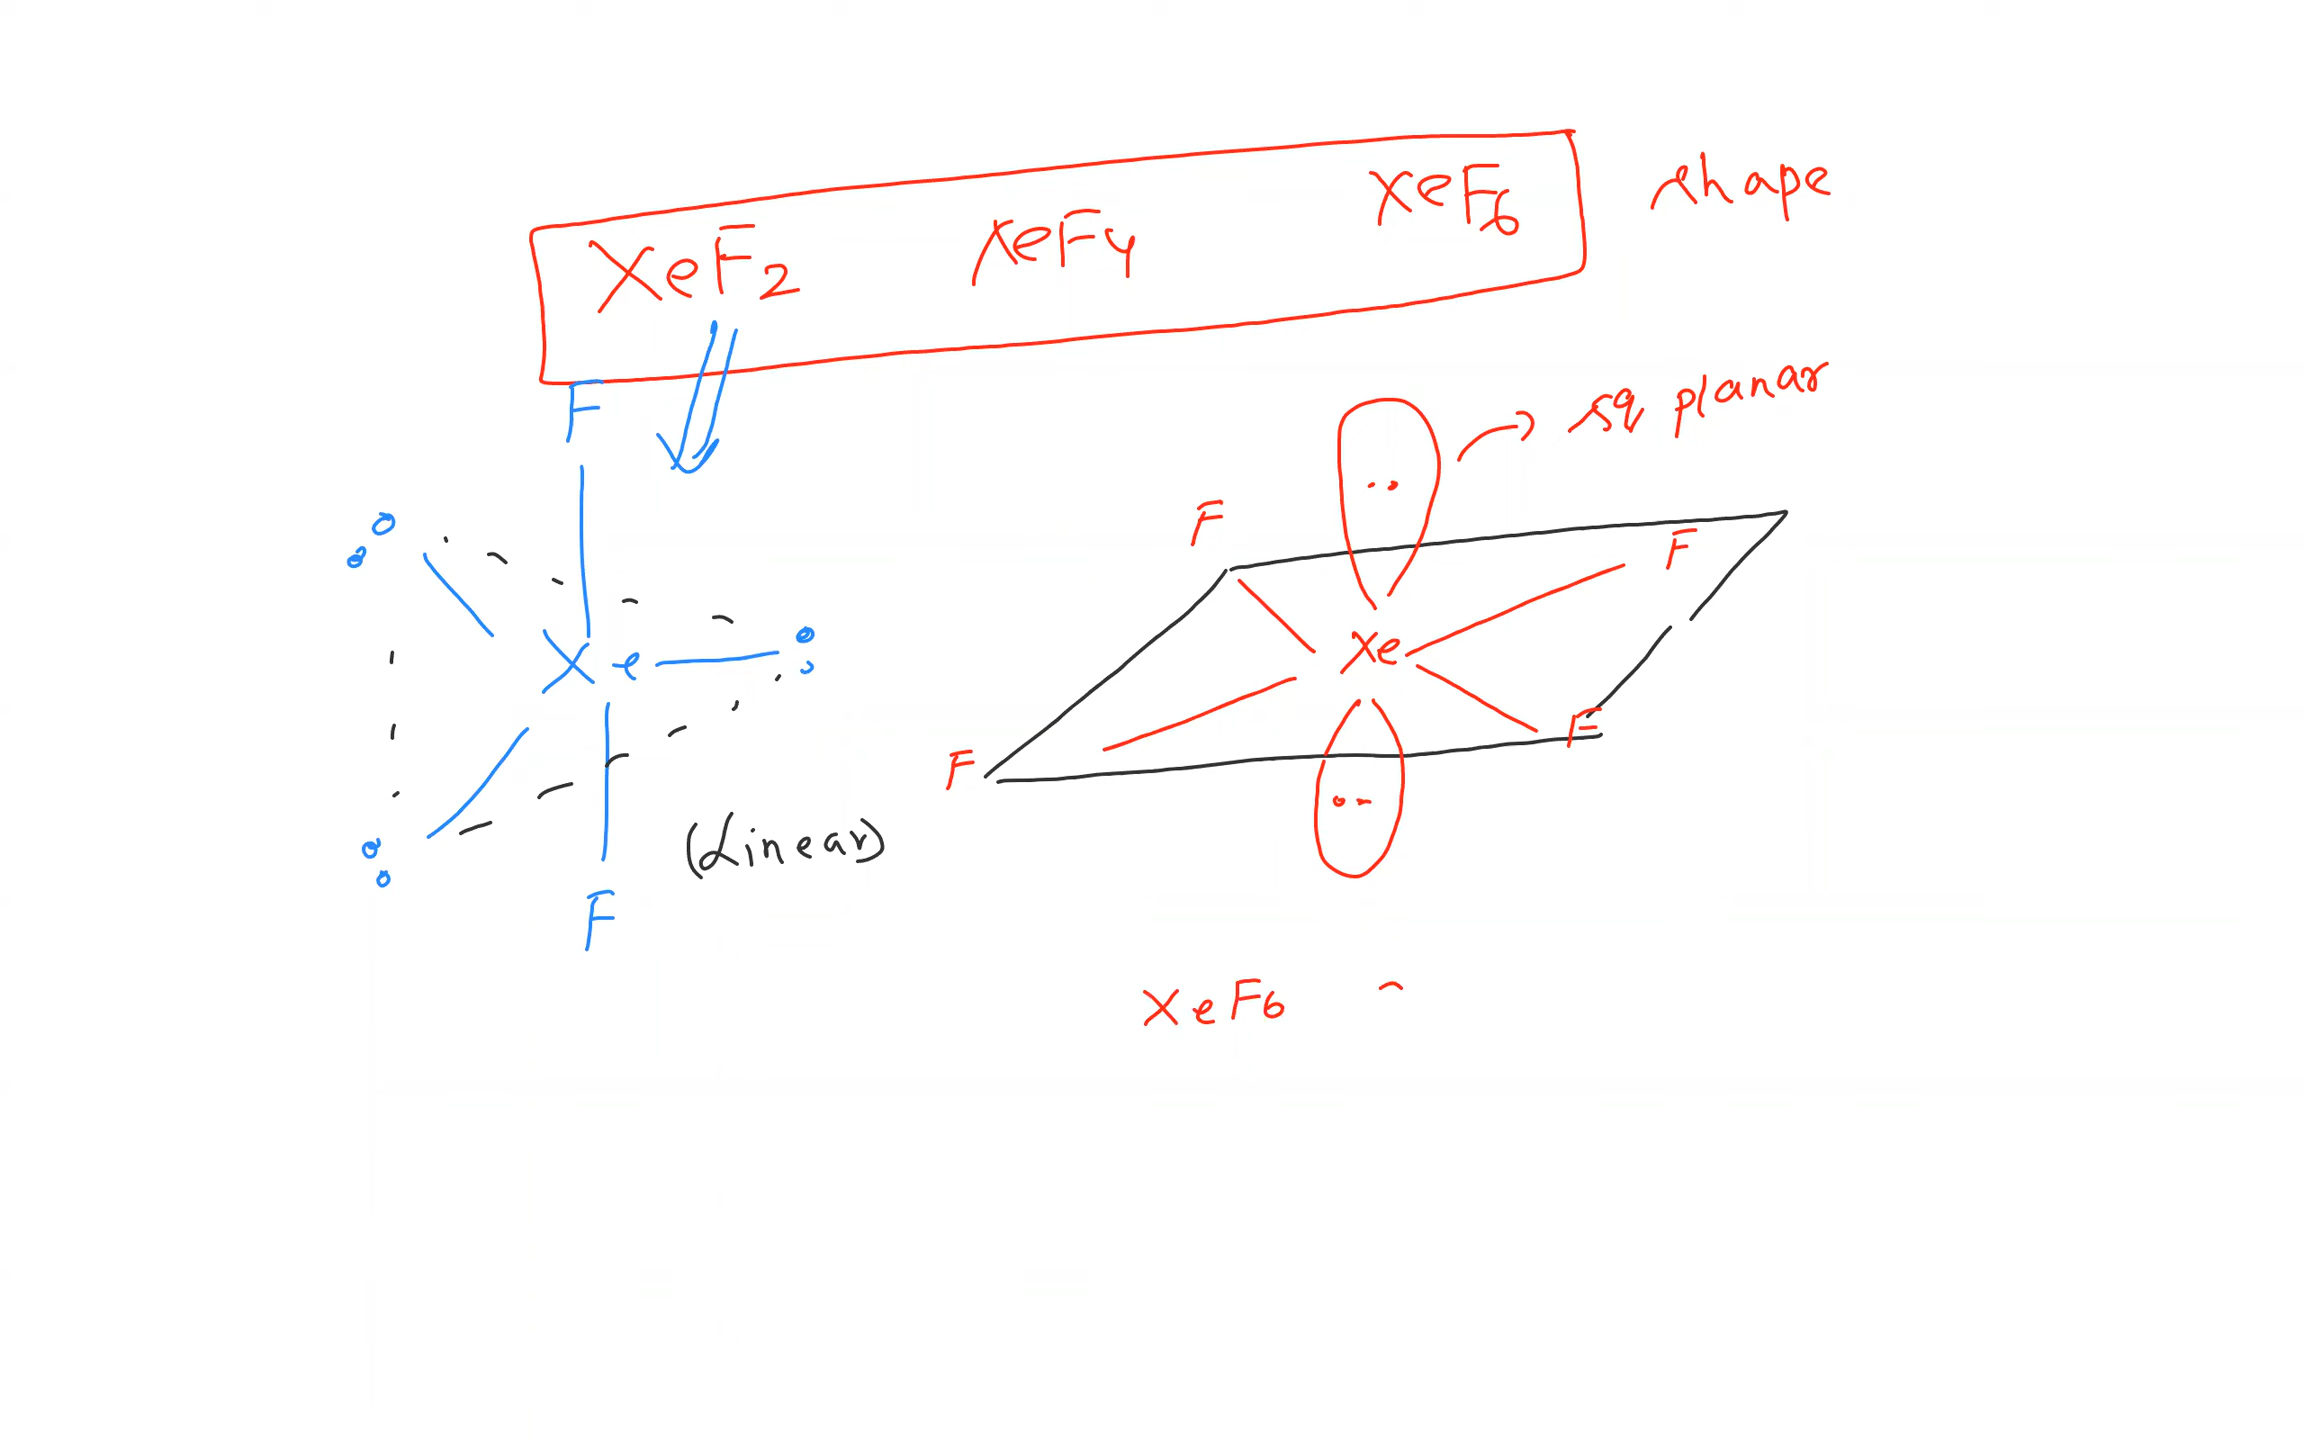 XeF2 XeF4 XeF6 shape
F
sq planar
F F
Xe Xe
F F
(Linear)
F
XeF6